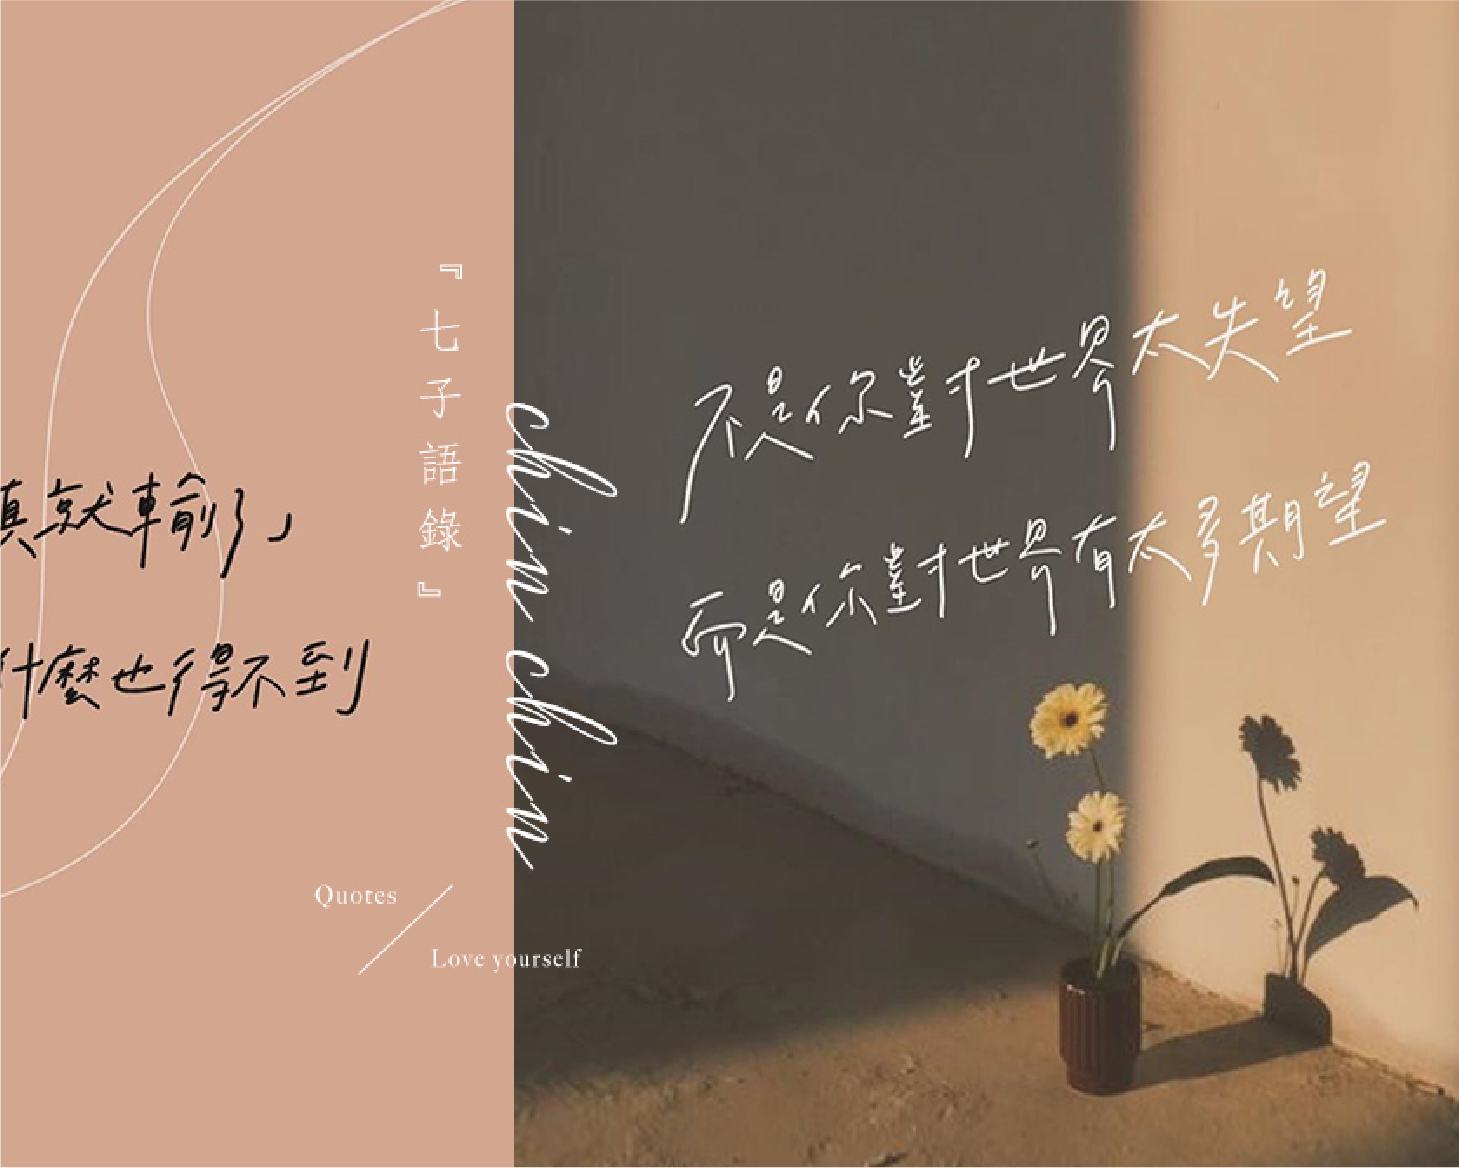 真就輸了」
什麼也得不到
『七子語錄』
chin chin
Quotes
Love yourself
不是你對世界太失望
而是你對世界有太多期望